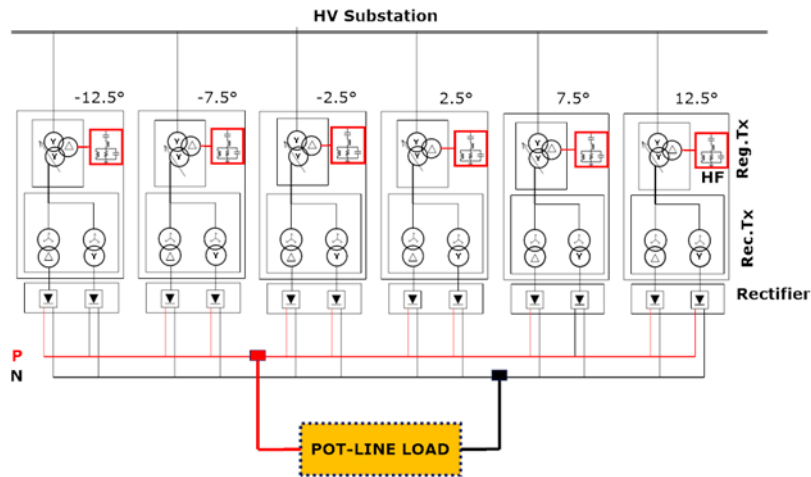 HV Substation
-12.5° -7.5° -2.5° 2.5° 7.5° 12.5°
Reg.Tx
Y Y Y Y Y Y
Y Y Y Y Y Y
HF
Rec.Tx
Y Y Y Y Y Y
Rectifier
P
N
POT-LINE LOAD